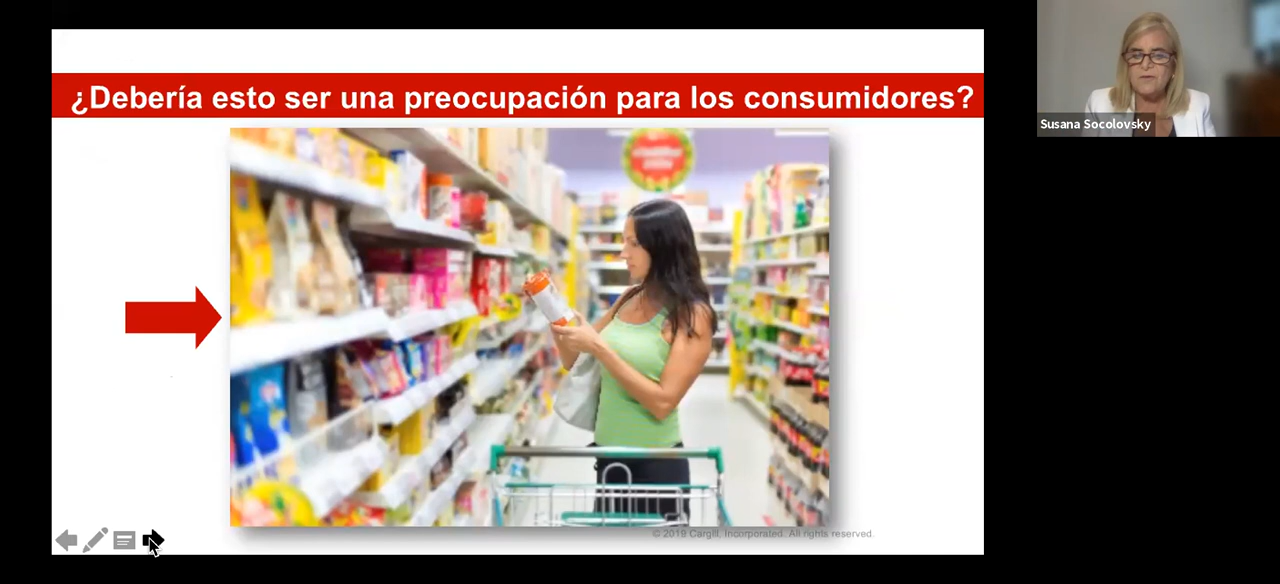 ¿Debería esto ser una preocupación para los consumidores?
Susana Socolovsky
© 2019 Cargill, Incorporated. All rights reserved.